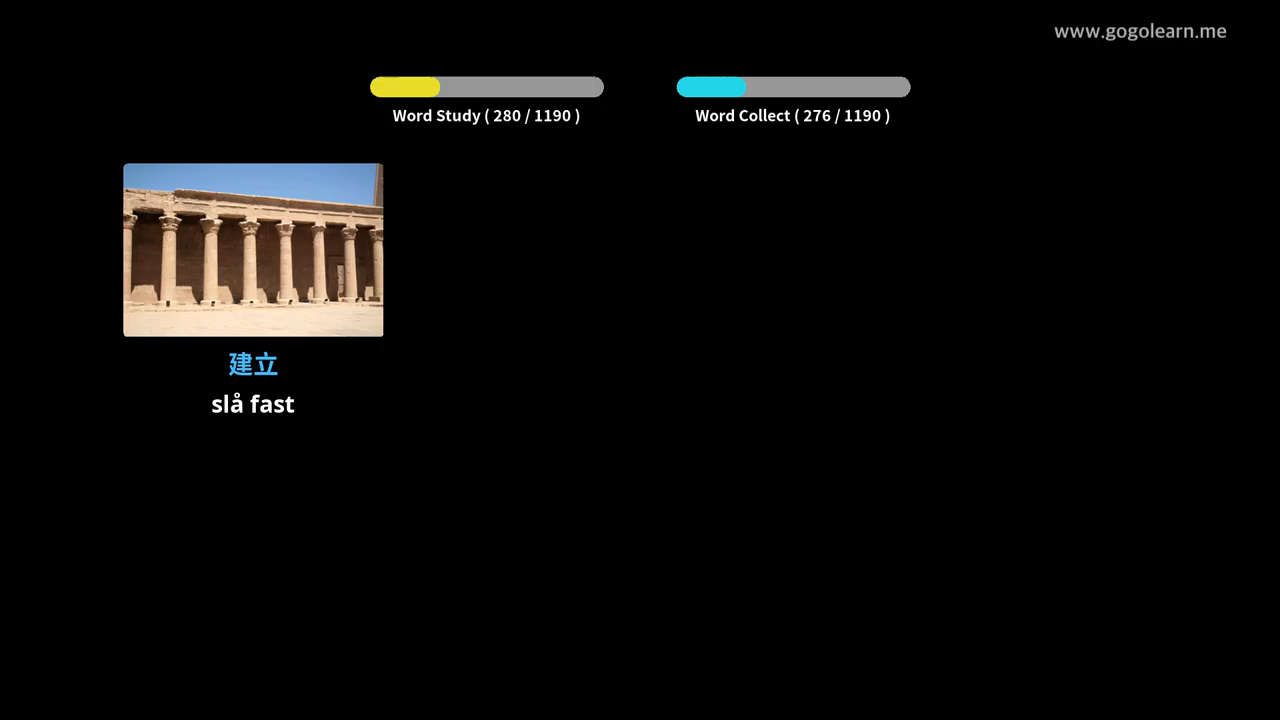 www.gogolearn.me
Word Study ( 280 / 1190 )
Word Collect ( 276 / 1190 )
建立
slå fast